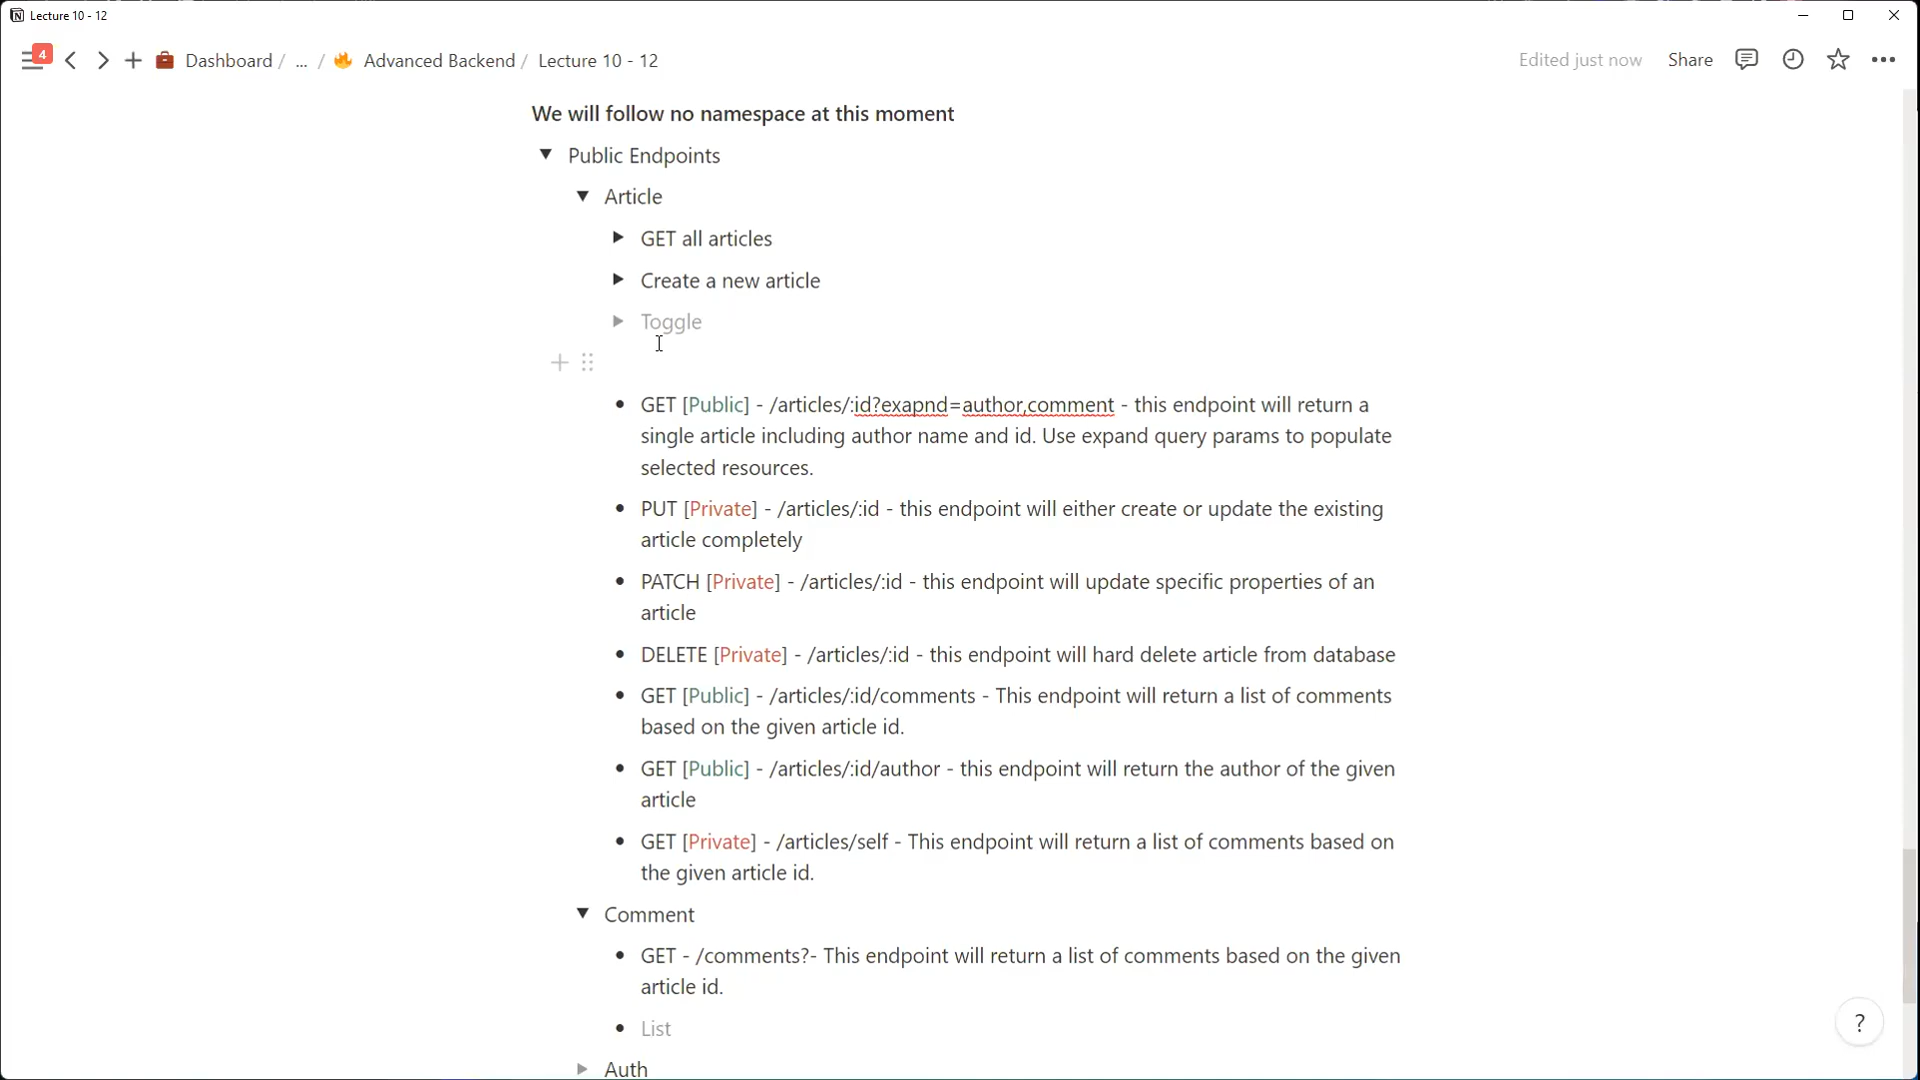 Lecture 10 - 12
4
Dashboard / ... / Advanced Backend / Lecture 10 - 12
Edited just now
Share
We will follow no namespace at this moment
Public Endpoints
Article
GET all articles
Create a new article
Toggle
GET [Public] - /articles/:id?exapnd=author,comment - this endpoint will return a
single article including author name and id. Use expand query params to populate
selected resources.
PUT [Private] - /articles/:id - this endpoint will either create or update the existing
article completely
PATCH [Private] - /articles/:id - this endpoint will update specific properties of an
article
DELETE [Private] - /articles/:id - this endpoint will hard delete article from database
GET [Public] - /articles/:id/comments - This endpoint will return a list of comments
based on the given article id.
GET [Public] - /articles/:id/author - this endpoint will return the author of the given
article
GET [Private] - /articles/self - This endpoint will return a list of comments based on
the given article id.
Comment
GET - /comments?- This endpoint will return a list of comments based on the given
article id.
List
?
Auth